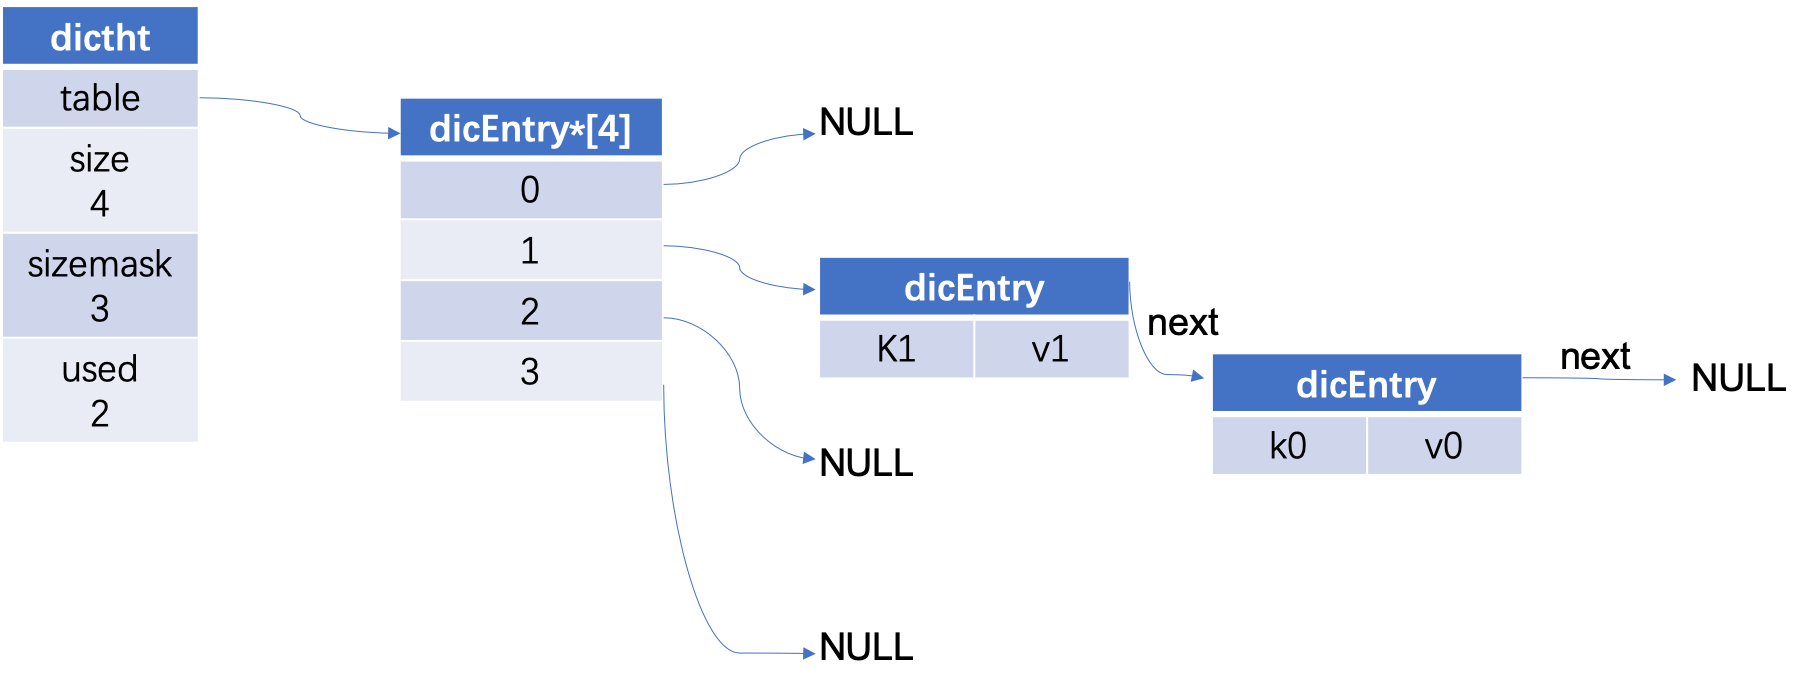 dictht
table
size
4
sizemask
3
used
2
dicEntry*[4]
0
1
2
3
NULL
dicEntry
K1 v1
next
dicEntry
k0 v0
next
NULL
NULL
NULL